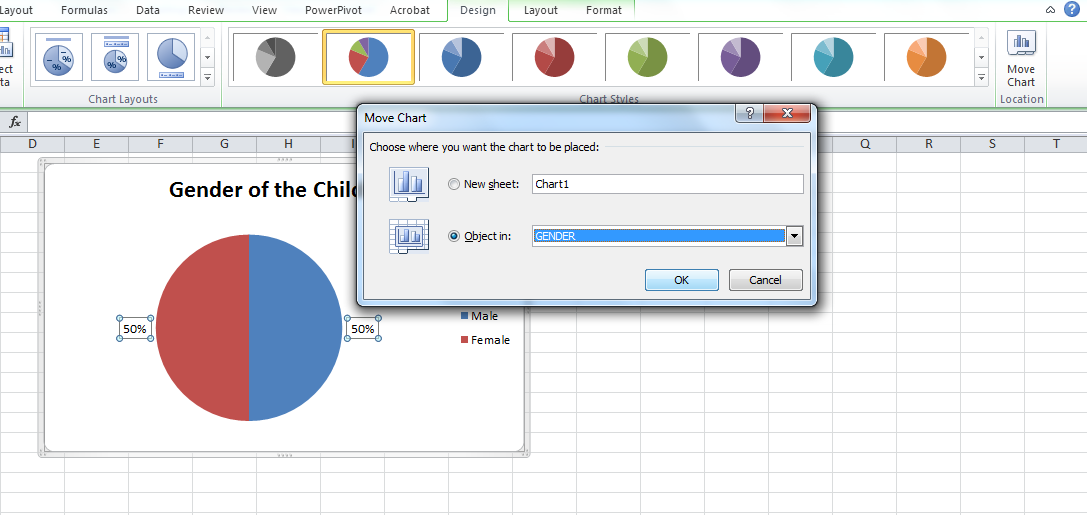 Layout Formulas Data Review View PowerPivot Acrobat Design Layout Format
ect
ta
Move
Chart
Chart Layouts
Chart Styles
Location
fx
Move Chart
Choose where you want the chart to be placed:
New sheet: Chart1
Object in: GENDER
OK Cancel
D E F G H Q R S T
Gender of the Chil
50% 50%
Male
Female